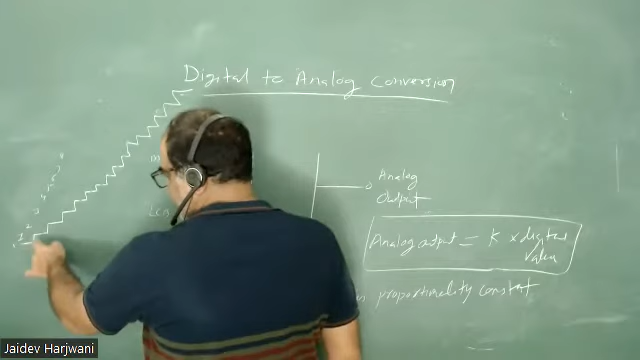 Digital to Analog Conversion
Analog
Output
Analog output = K x digital
Value
proportionality constant
Jaidev Harjwani